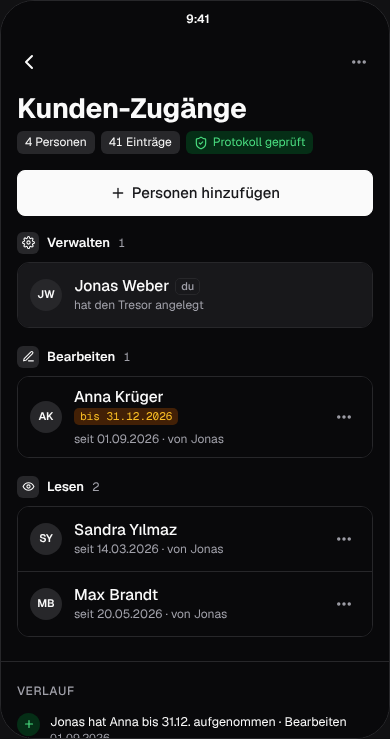 9:41
Kunden-Zugänge
4 Personen 41 Einträge Protokoll geprüft
+ Personen hinzufügen
Verwalten 1
JW Jonas Weber du
hat den Tresor angelegt
Bearbeiten 1
AK Anna Krüger
bis 31.12.2026
seit 01.09.2026 · von Jonas
Lesen 2
SY Sandra Yılmaz
seit 14.03.2026 · von Jonas
MB Max Brandt
seit 20.05.2026 · von Jonas
VERLAUF
Jonas hat Anna bis 31.12. aufgenommen · Bearbeiten
01.09.2026